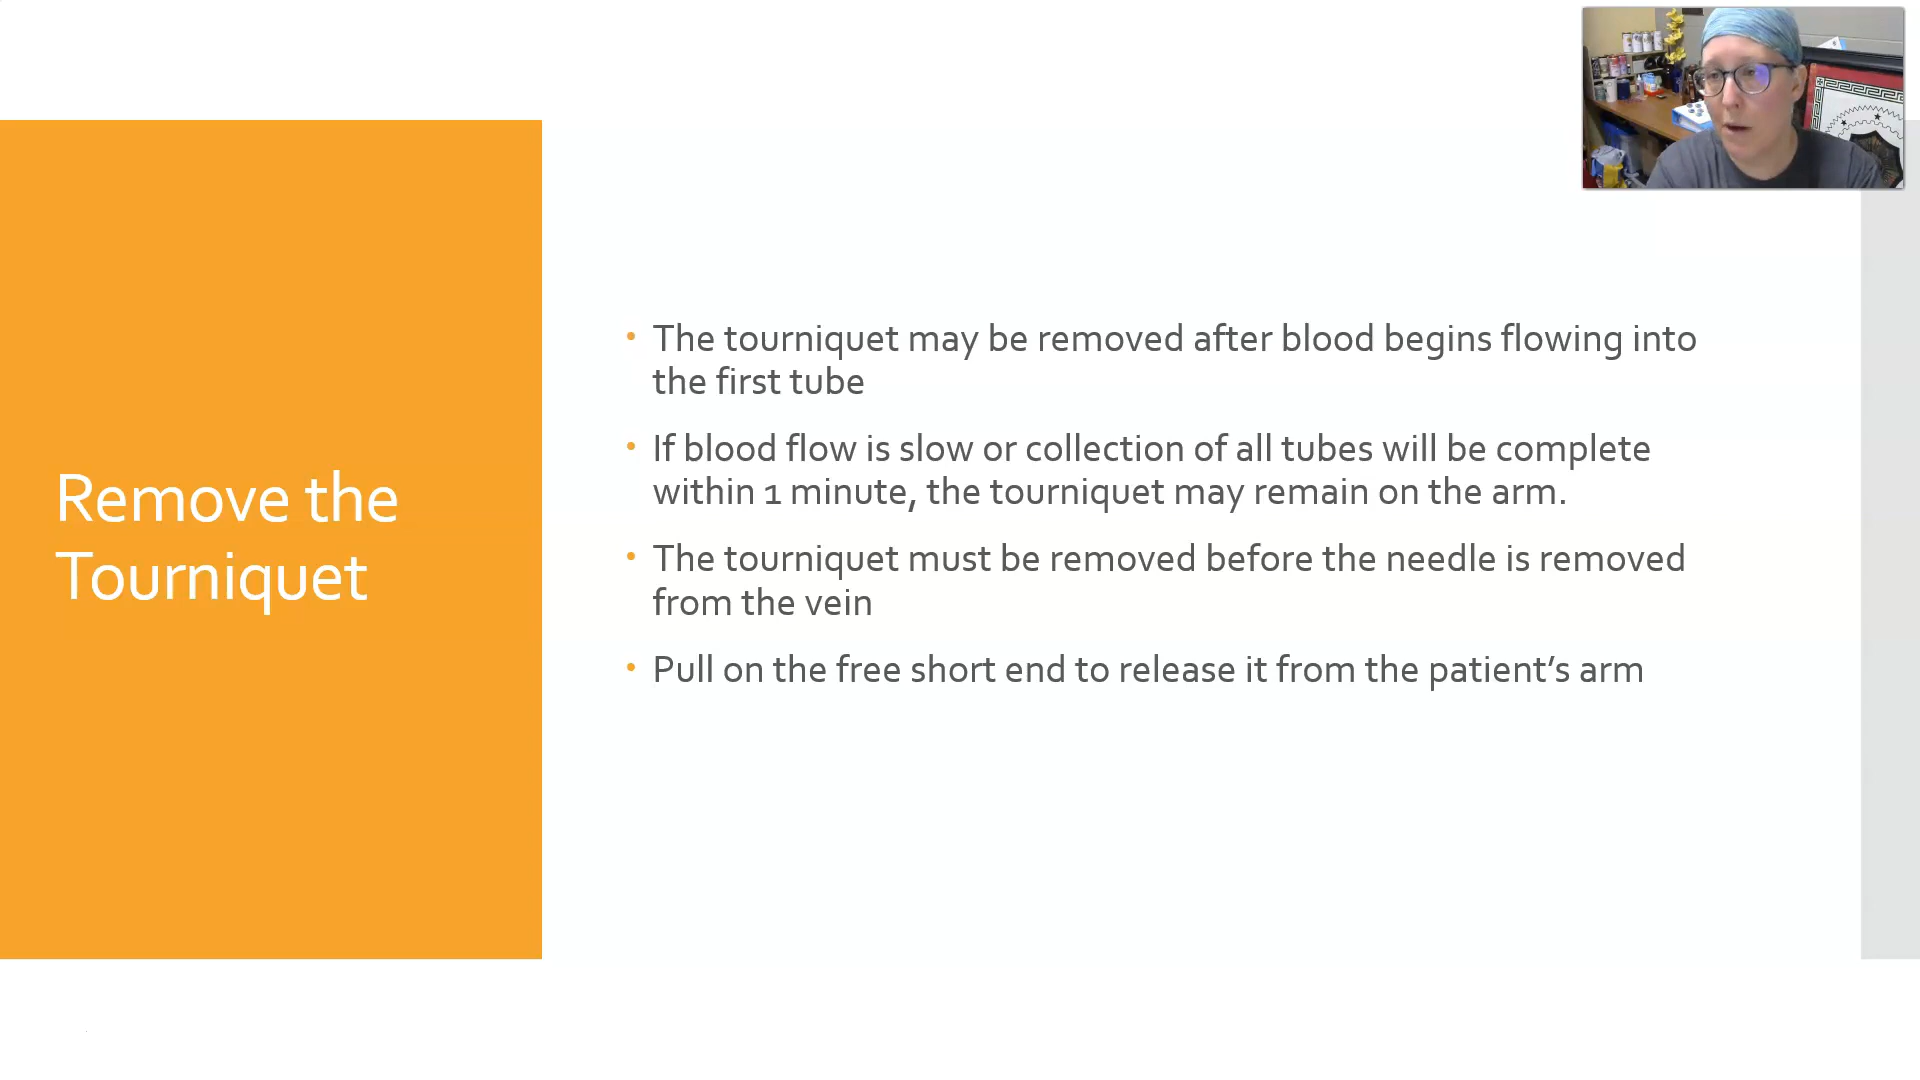 Remove the
Tourniquet
• The tourniquet may be removed after blood begins flowing into
the first tube
• If blood flow is slow or collection of all tubes will be complete
within 1 minute, the tourniquet may remain on the arm.
• The tourniquet must be removed before the needle is removed
from the vein
• Pull on the free short end to release it from the patient’s arm